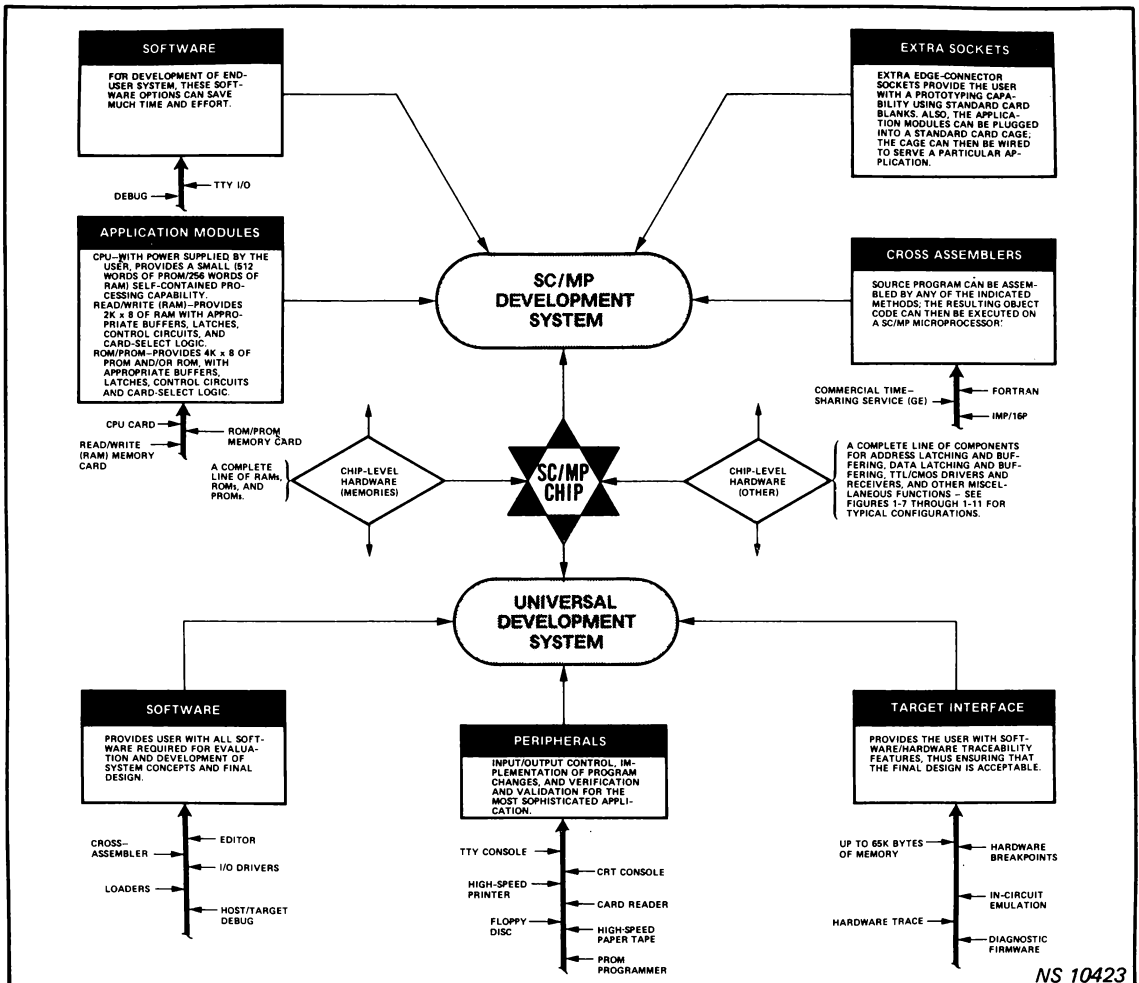 SOFTWARE
FOR DEVELOPMENT OF END-
USER SYSTEM, THESE SOFT-
WARE OPTIONS CAN SAVE
MUCH TIME AND EFFORT.
TTY I/O
DEBUG
EXTRA SOCKETS
EXTRA EDGE-CONNECTOR
SOCKETS PROVIDE THE USER
WITH A PROTOTYPING CAPA-
BILITY USING STANDARD CARD
BLANKS. ALSO, THE APPLICA-
TION MODULES CAN BE PLUGGED
INTO A STANDARD CARD CAGE;
THE CAGE CAN THEN BE WIRED
TO SERVE A PARTICULAR AP-
PLICATION.
APPLICATION MODULES
CPU–WITH POWER SUPPLIED BY THE
USER, PROVIDES A SMALL (512
WORDS OF PROM/256 WORDS OF
RAM) SELF-CONTAINED PRO-
CESSING CAPABILITY.
READ/WRITE (RAM)–PROVIDES
2K x 8 OF RAM WITH APPRO-
PRIATE BUFFERS, LATCHES,
CONTROL CIRCUITS, AND
CARD-SELECT LOGIC.
ROM/PROM–PROVIDES 4K x 8 OF
PROM AND/OR ROM, WITH
APPROPRIATE BUFFERS,
LATCHES, CONTROL CIRCUITS
AND CARD-SELECT LOGIC.
CPU CARD
ROM/PROM
MEMORY CARD
READ/WRITE
(RAM) MEMORY
CARD
SC/MP
DEVELOPMENT
SYSTEM
CROSS ASSEMBLERS
SOURCE PROGRAM CAN BE ASSEM-
BLED BY ANY OF THE INDICATED
METHODS; THE RESULTING OBJECT
CODE CAN THEN BE EXECUTED ON
A SC/MP MICROPROCESSOR.
FORTRAN
COMMERCIAL TIME-
SHARING SERVICE (GE)
IMP/16P
A COMPLETE
LINE OF RAMs,
ROMs, AND
PROMs.
CHIP-LEVEL
HARDWARE
(MEMORIES)
SC/MP
CHIP
CHIP-LEVEL
HARDWARE
(OTHER)
A COMPLETE LINE OF COMPONENTS
FOR ADDRESS LATCHING AND BUF-
FERING, DATA LATCHING AND BUF-
FERING, TTL/CMOS DRIVERS AND
RECEIVERS, AND OTHER MISCEL-
LANEOUS FUNCTIONS – SEE
FIGURES 1-7 THROUGH 1-11 FOR
TYPICAL CONFIGURATIONS.
UNIVERSAL
DEVELOPMENT
SYSTEM
SOFTWARE
PROVIDES USER WITH ALL SOFT-
WARE REQUIRED FOR EVALUA-
TION AND DEVELOPMENT OF
SYSTEM CONCEPTS AND FINAL
DESIGN.
EDITOR
CROSS-
ASSEMBLER
I/O DRIVERS
LOADERS
HOST/TARGET
DEBUG
PERIPHERALS
INPUT/OUTPUT CONTROL, IM-
PLEMENTATION OF PROGRAM
CHANGES, AND VERIFICATION
AND VALIDATION FOR THE
MOST SOPHISTICATED APPLI-
CATION.
TTY CONSOLE
CRT CONSOLE
HIGH-SPEED
PRINTER
CARD READER
FLOPPY
DISC
HIGH-SPEED
PAPER TAPE
PROM
PROGRAMMER
TARGET INTERFACE
PROVIDES THE USER WITH SOFT-
WARE/HARDWARE TRACEABILITY
FEATURES, THUS ENSURING THAT
THE FINAL DESIGN IS ACCEPTABLE.
UP TO 65K BYTES
OF MEMORY
HARDWARE
BREAKPOINTS
IN-CIRCUIT
EMULATION
HARDWARE TRACE
DIAGNOSTIC
FIRMWARE
NS 10423